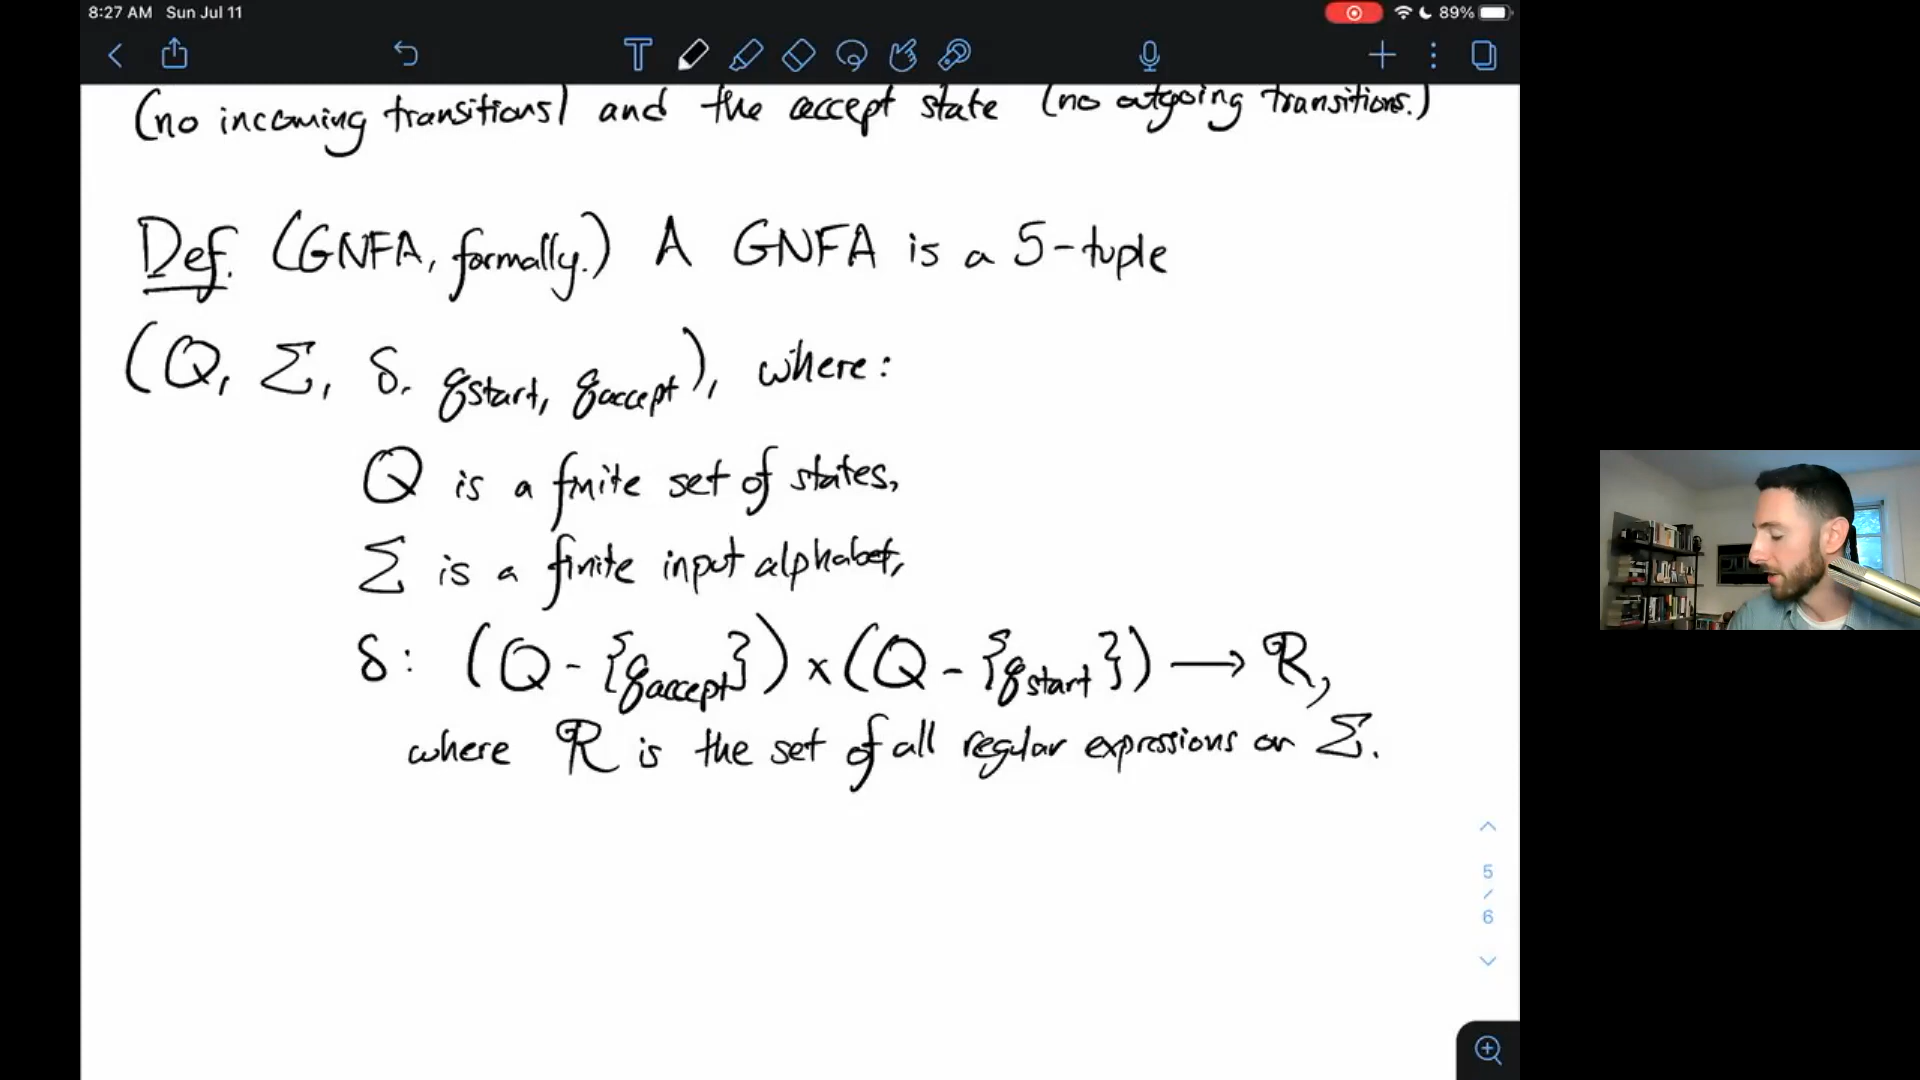 8:27 AM Sun Jul 11
89%
(no incoming transitions) and the accept state (no outgoing transitions.)
Def. (GNFA, formally.) A GNFA is a 5-tuple
(Q, Σ, δ, qstart, qaccept), where:
Q is a finite set of states,
Σ is a finite input alphabet,
δ: (Q - {qaccept}) x (Q - {qstart}) → R,
where R is the set of all regular expressions on Σ.
5
/
6